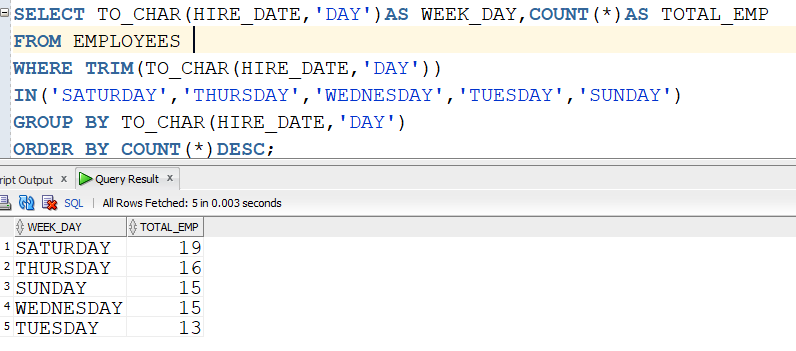 SELECT TO_CHAR(HIRE_DATE,'DAY')AS WEEK_DAY,COUNT(*)AS TOTAL_EMP
FROM EMPLOYEES
WHERE TRIM(TO_CHAR(HIRE_DATE,'DAY'))
IN('SATURDAY','THURSDAY','WEDNESDAY','TUESDAY','SUNDAY')
GROUP BY TO_CHAR(HIRE_DATE,'DAY')
ORDER BY COUNT(*)DESC;
ript Output x Query Result x
SQL | All Rows Fetched: 5 in 0.003 seconds
WEEK_DAY TOTAL_EMP
1 SATURDAY 19
2 THURSDAY 16
3 SUNDAY 15
4 WEDNESDAY 15
5 TUESDAY 13